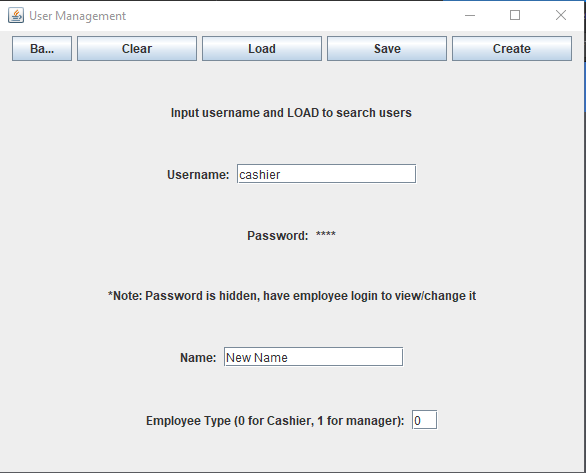 User Management
Ba... Clear Load Save Create
Input username and LOAD to search users
Username: cashier
Password: ****
*Note: Password is hidden, have employee login to view/change it
Name: New Name
Employee Type (0 for Cashier, 1 for manager): 0